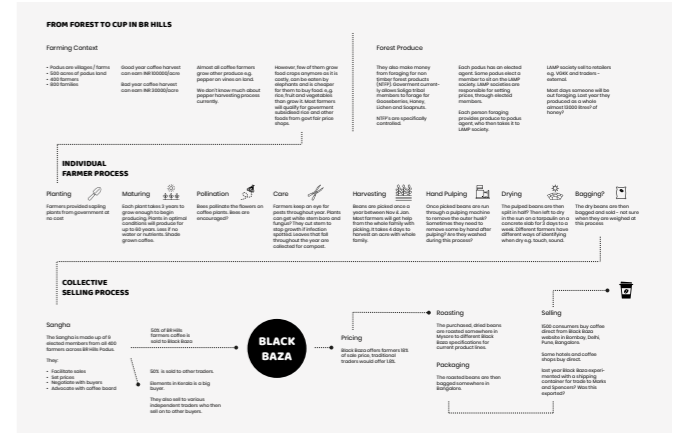 FROM FOREST TO CUP IN BR HILLS
Farming Context
• Podus are villages / farms
• 500 acres of podus land
• 400 farmers
• 800 families
Good year coffee harvest
can earn INR 100000/acre
Bad year coffee harvest
can earn INR 20000/acre
Almost all coffee farmers
grow other produce e.g.
pepper on vines on land.
We don't know much about
pepper harvesting process
currently.
However, few of them grow
food crops anymore as it is
costly, can be eaten by
elephants and is cheaper
for them to buy food e.g.
rice, fruit and vegetables
than grow it. Most farmers
will qualify for government
subsidised rice and other
foods from govt fair price
shops.
Forest Produce
They also make money
from foraging for non
timber forest products
(NTFP). Goverment current-
ly allows Soliga tribal
members to forage for
Gooseberries, Honey,
Lichen and Soapnuts.
NTFP's are specifically
controlled.
Each podus has an elected
agent. Some podus elect a
member to sit on the LAMP
society. LAMP societies are
responsible for setting
prices, through elected
members.
Each person foraging
provides produce to podus
agent, who then takes it to
LAMP society.
LAMP society sell to retailers
e.g. VGKK and traders -
external.
Most days someone will be
out foraging. Last year they
produced as a whole
almost 13000 litres? of
honey?
INDIVIDUAL
FARMER PROCESS
Planting
Farmers provided sapling
plants from government at
no cost
Maturing
Each plant takes 3 years to
grow enough to begin
producing. Plants in optimal
conditions will produce for
up to 60 years. Less if no
water or nutrients. Shade
grown coffee.
Pollination
Bees pollinate the flowers on
coffee plants. Bees are
encouraged?
Care
Farmers keep an eye for
pests throughout year. Plants
can get white stem bora and
fungus? They cut stem to
stop growth if infection
spotted. Leaves that fall
throughout the year are
collected for compost.
Harvesting
Beans are picked once a
year between Nov & Jan.
Most farmers will get help
from the whole family with
picking. It takes 6 days to
harvest an acre with whole
family.
Hand Pulping
Once picked beans are run
through a pulping machine
to remove the outer husk?
Sometimes they need to
remove some by hand after
pulping? Are they washed
during this process?
Drying
The pulped beans are then
split in half? Then left to dry
in the sun on a tarpaulin on a
concrete slab for 3 days to a
week. Different farmers have
different ways of identifying
when dry e.g. touch, sound.
Bagging?
The dry beans are then
bagged and sold - not sure
when they are weighed at
this process
COLLECTIVE
SELLING PROCESS
Sangha
The Sangha is made up of 9
elected members from all 400
farmers across BR Hills Podus.
They:
• Facilitate sales
• Set prices
• Negotiate with buyers
• Advocate with coffee board
50% of BR Hills
farmers coffee is
sold to Black Baza
50% is sold to other traders.
Elements in Kerala is a big
buyer.
They also sell to various
independent traders who then
sell on to other buyers.
BLACK
BAZA
Pricing
Black Baza offers farmers 18%
of sale price, traditional
traders would offer 1.8%.
Roasting
The purchased, dried beans
are roasted somewhere in
Mysore to different Black
Baza specifications for
current product lines.
Packaging
The roasted beans are then
bagged somewhere in
Bangalore
Selling
1500 consumers buy coffee
direct from Black Baza
website in Bombay, Delhi,
Pune, Banglore.
Some hotels and coffee
shops buy direct.
last year Black Baza experi-
mented with a shipping
container for trade to Marks
and Spencers? Was this
exported?